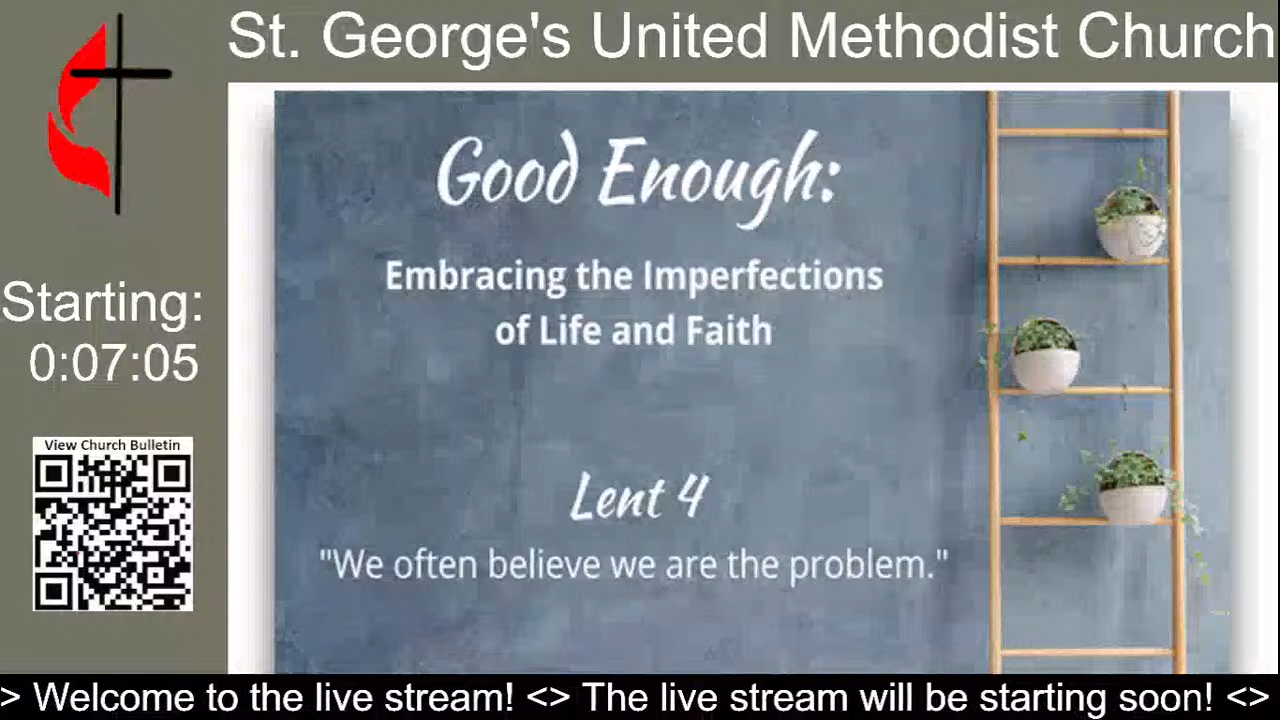 St. George's United Methodist Church
Good Enough:
Embracing the Imperfections
of Life and Faith
Starting:
0:07:05
View Church Bulletin
Lent 4
"We often believe we are the problem."
> Welcome to the live stream! <> The live stream will be starting soon! <>